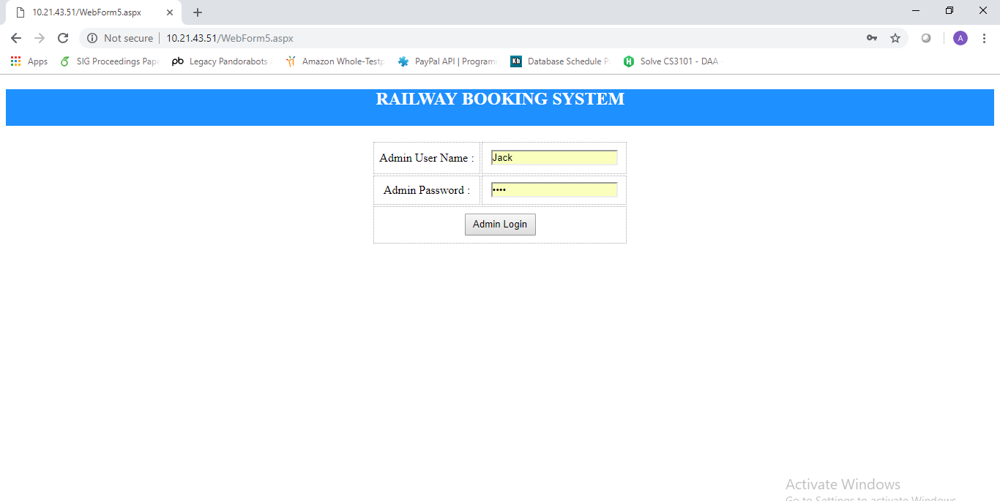 10.21.43.51/WebForm5.aspx
Not secure 10.21.43.51/WebForm5.aspx A
Apps SIG Proceedings Pape pb Legacy Pandorabots Amazon Whole-Testp PayPal API | Program Kb Database Schedule P H Solve CS3101 - DAA -
RAILWAY BOOKING SYSTEM
Admin User Name : Jack
Admin Password : ••••
Admin Login
Activate Windows
Go to Settings to activate Windows.